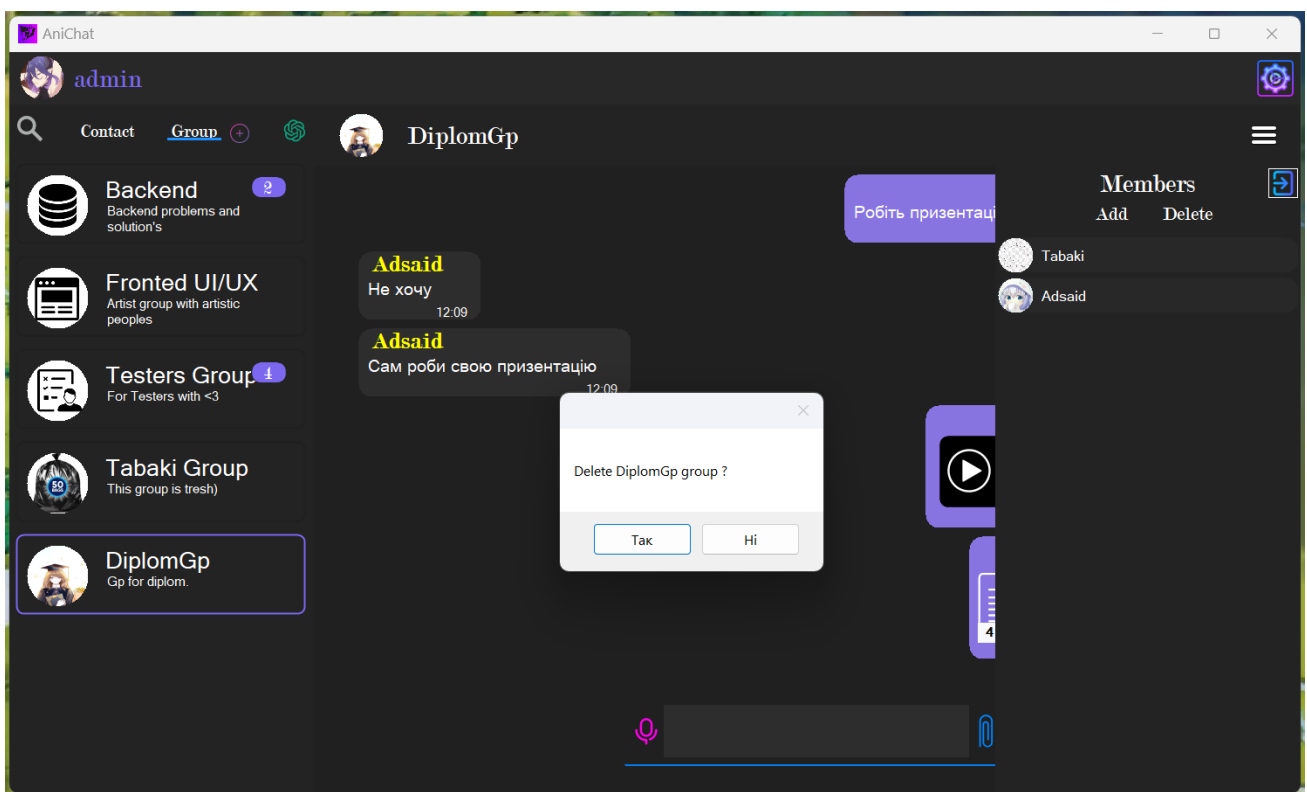 AniChat
admin
Contact Group
DiplomGp
Backend 2
Backend problems and
solution's
Fronted UI/UX
Artist group with artistic
peoples
Testers Group 4
For Testers with <3
Tabaki Group
This group is tresh)
DiplomGp
Gp for diplom.
Робіть призентаці
Adsaid
Не хочу
12:09
Adsaid
Сам роби свою призентацію
12:09
4
Delete DiplomGp group ?
Так Ні
Members
Add Delete
Tabaki
Adsaid